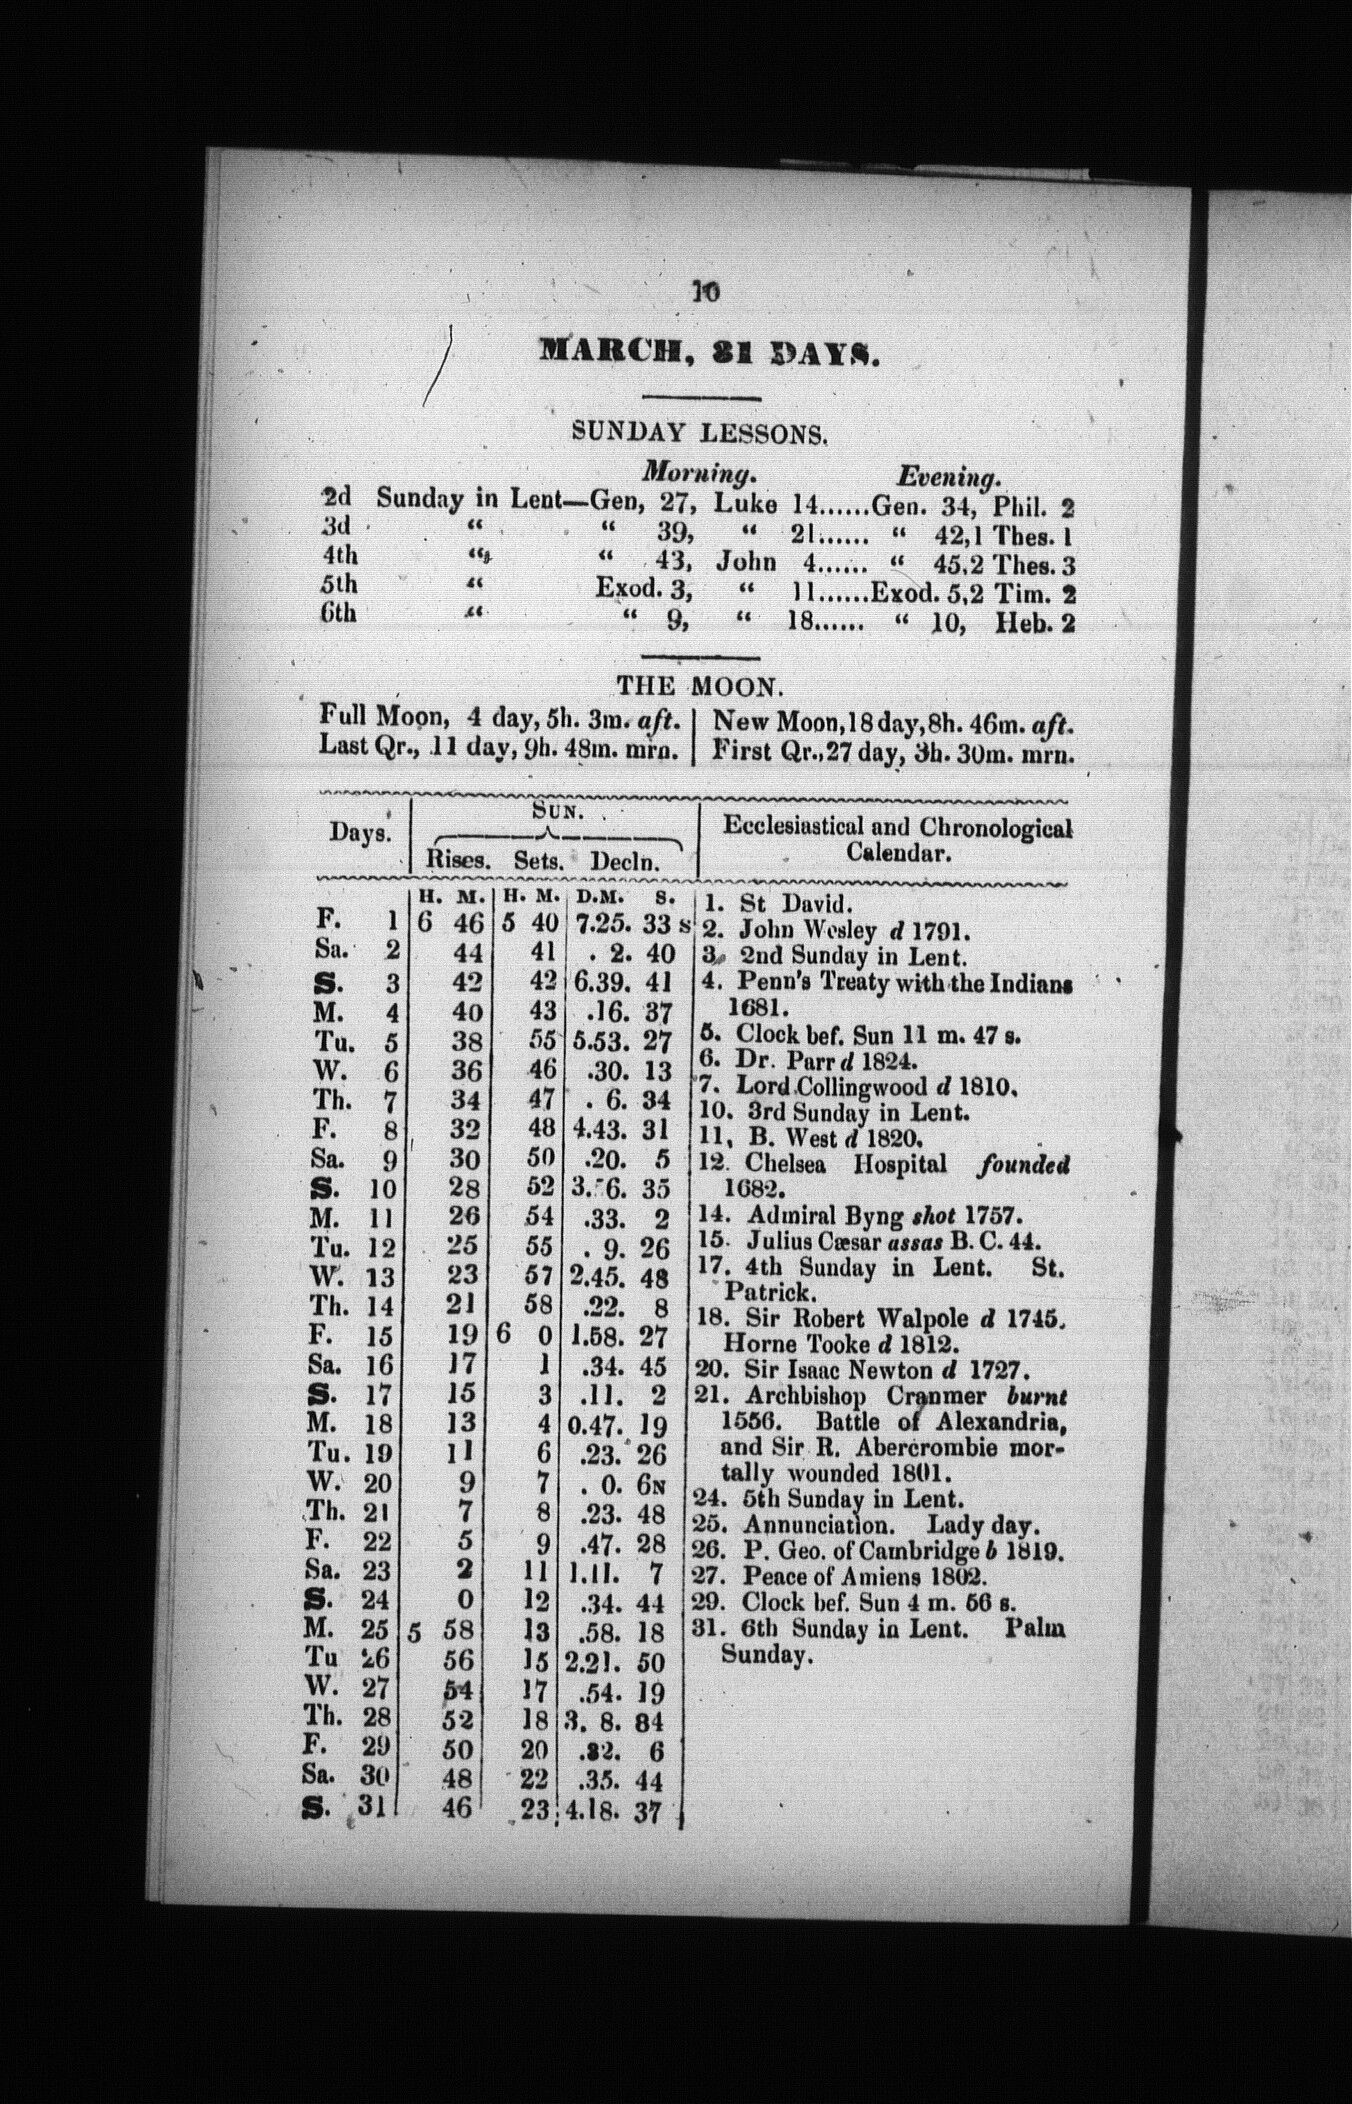 10
MARCH, 31 DAYS.
SUNDAY LESSONS.
Morning. Evening.
2d Sunday in Lent—Gen, 27, Luke 14......Gen. 34, Phil. 2
3d “ “ 39, “ 21...... “ 42,1 Thes. 1
4th “ “ 43, John 4...... “ 45,2 Thes. 3
5th “ Exod. 3, “ 11......Exod. 5,2 Tim. 2
6th “ “ 9, “ 18...... “ 10, Heb. 2
THE MOON.
Full Moon, 4 day, 5h. 3m. aft. | New Moon, 18 day, 8h. 46m. aft.
Last Qr., 11 day, 9h. 48m. mrn. | First Qr., 27 day, 3h. 30m. mrn.
Days. SUN.
Rises. Sets. Decln.
H. M. H. M. D.M. S.
F. 1 6 46 5 40 7.25. 33 s
Sa. 2 44 41 . 2. 40
S. 3 42 42 6.39. 41
M. 4 40 43 .16. 37
Tu. 5 38 55 5.53. 27
W. 6 36 46 .30. 13
Th. 7 34 47 . 6. 34
F. 8 32 48 4.43. 31
Sa. 9 30 50 .20. 5
S. 10 28 52 3. 6. 35
M. 11 26 54 .33. 2
Tu. 12 25 55 . 9. 26
W. 13 23 57 2.45. 48
Th. 14 21 58 .22. 8
F. 15 19 6 0 1.58. 27
Sa. 16 17 1 .34. 45
S. 17 15 3 .11. 2
M. 18 13 4 0.47. 19
Tu. 19 11 6 .23. 26
W. 20 9 7 . 0. 6N
Th. 21 7 8 .23. 48
F. 22 5 9 .47. 28
Sa. 23 2 11 1.11. 7
S. 24 0 12 .34. 44
M. 25 5 58 13 .58. 18
Tu 26 56 15 2.21. 50
W. 27 54 17 .54. 19
Th. 28 52 18 3. 8. 84
F. 29 50 20 .32. 6
Sa. 30 48 22 .35. 44
S. 31 46 23 4.18. 37
Ecclesiastical and Chronological
Calendar.
1. St David.
2. John Wesley d 1791.
3. 2nd Sunday in Lent.
4. Penn's Treaty with the Indians
1681.
5. Clock bef. Sun 11 m. 47 s.
6. Dr. Parr d 1824.
7. Lord Collingwood d 1810.
10. 3rd Sunday in Lent.
11, B. West d 1820.
12. Chelsea Hospital founded
1682.
14. Admiral Byng shot 1757.
15. Julius Cæsar assas B. C. 44.
17. 4th Sunday in Lent. St.
Patrick.
18. Sir Robert Walpole d 1745.
Horne Tooke d 1812.
20. Sir Isaac Newton d 1727.
21. Archbishop Cranmer burnt
1556. Battle of Alexandria,
and Sir R. Abercrombie mor-
tally wounded 1801.
24. 5th Sunday in Lent.
25. Annunciation. Lady day.
26. P. Geo. of Cambridge b 1819.
27. Peace of Amiens 1802.
29. Clock bef. Sun 4 m. 56 s.
31. 6th Sunday in Lent. Palm
Sunday.